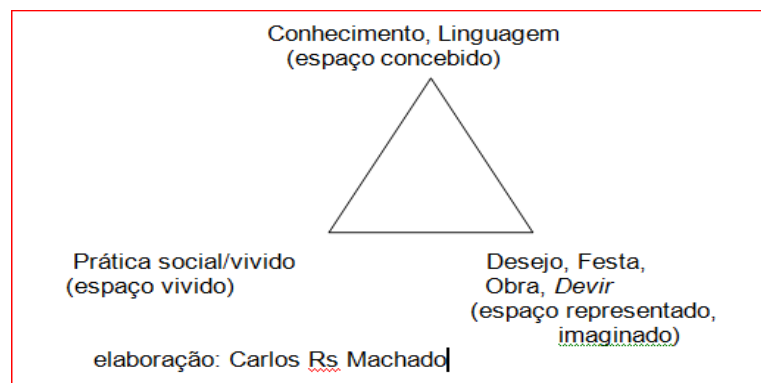 Conhecimento, Linguagem
(espaço concebido)
Prática social/vivido
(espaço vivido)
Desejo, Festa,
Obra, Devir
(espaço representado,
imaginado)
elaboração: Carlos Rs Machado